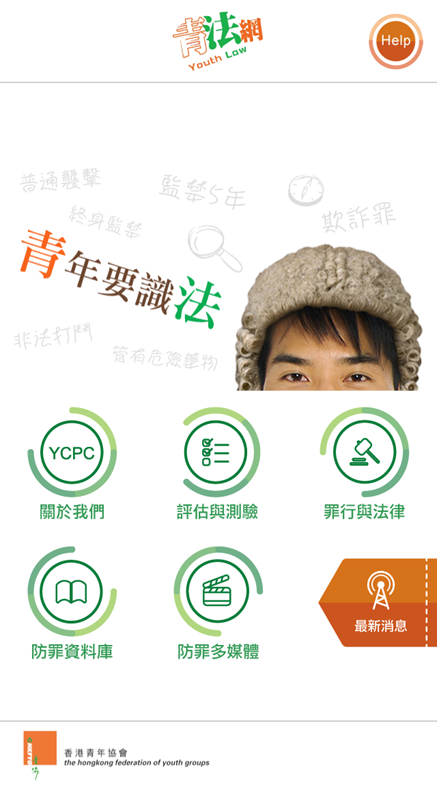 青法網
Youth Law
Help
普通襲擊
監禁5年
終身監禁
欺詐罪
青年要識法
非法打鬥
管有危險藥物
YCPC
關於我們
評估與測驗
罪行與法律
防罪資料庫
防罪多媒體
最新消息
香港青年協會
the hongkong federation of youth groups